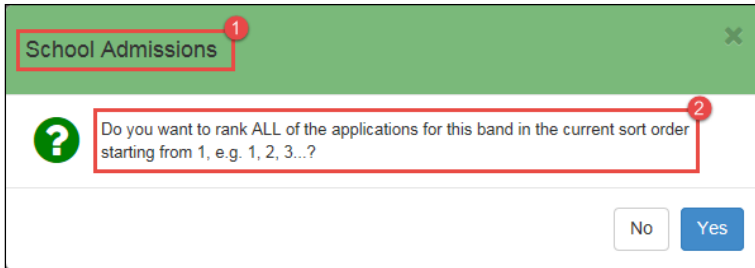 1
School Admissions
2
Do you want to rank ALL of the applications for this band in the current sort order
starting from 1, e.g. 1, 2, 3...?
No Yes